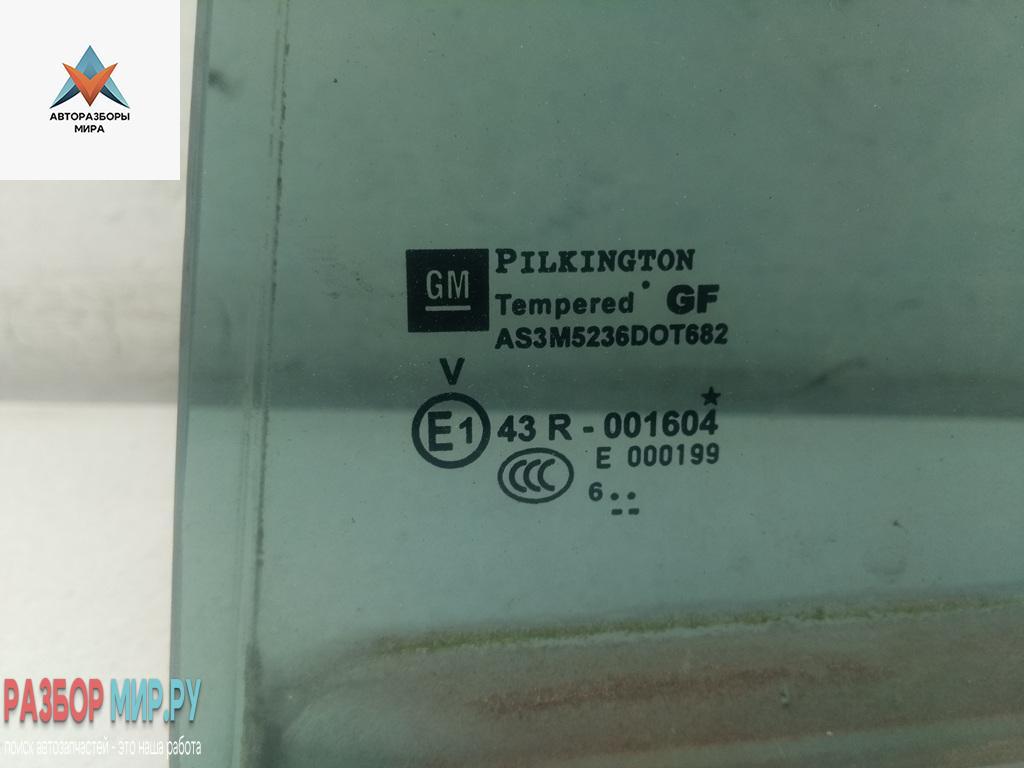 АВТОРАЗБОРЫ
МИРА
GM
PILKINGTON
Tempered GF
AS3M5236DOT682
V
E1 43 R - 001604
CCC E 000199
6
РАЗБОР МИР.РУ
поиск автозапчастей - это наша работа